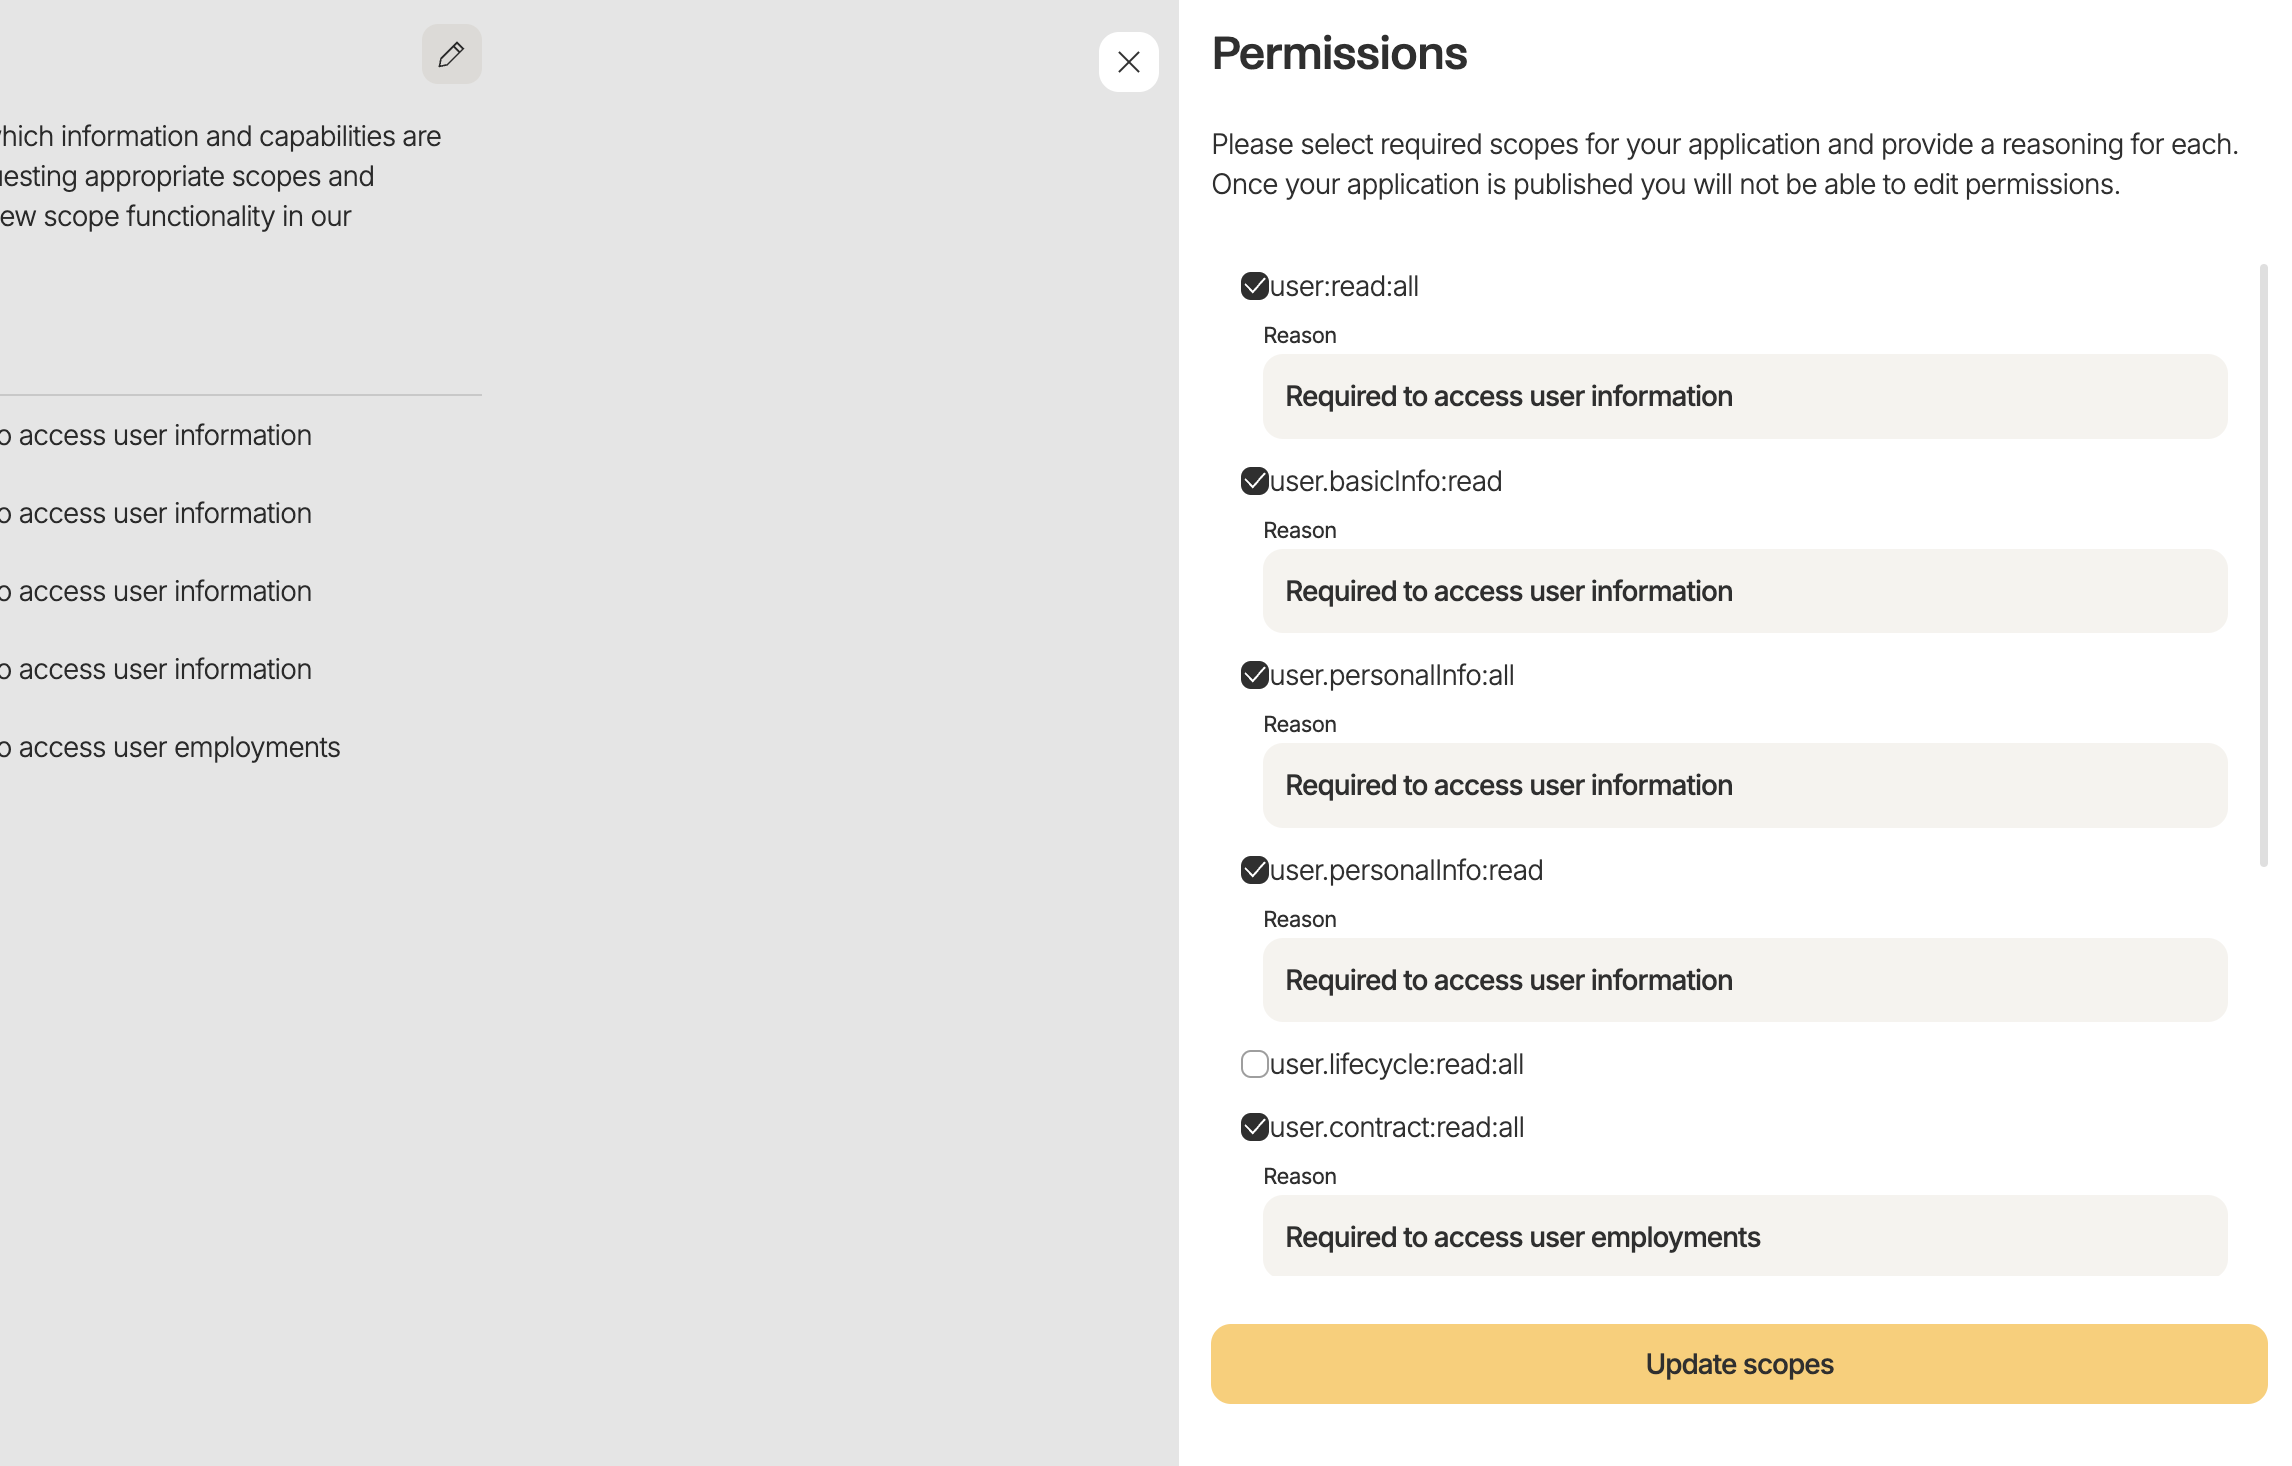 which information and capabilities are
esting appropriate scopes and
ew scope functionality in our
o access user information
o access user information
o access user information
o access user information
o access user employments
Permissions
Please select required scopes for your application and provide a reasoning for each.
Once your application is published you will not be able to edit permissions.
user:read:all
Reason
Required to access user information
user.basicInfo:read
Reason
Required to access user information
user.personalInfo:all
Reason
Required to access user information
user.personalInfo:read
Reason
Required to access user information
user.lifecycle:read:all
user.contract:read:all
Reason
Required to access user employments
Update scopes